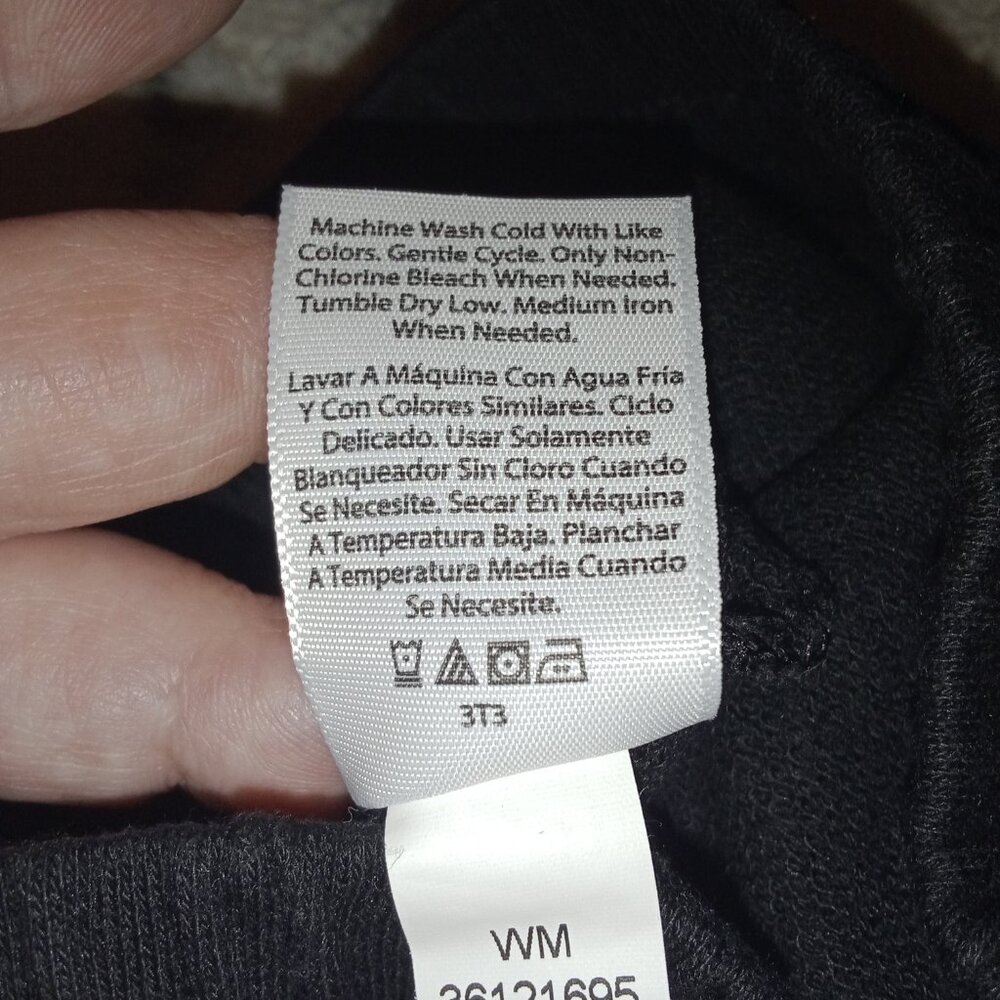 Machine Wash Cold With Like
Colors. Gentle Cycle. Only Non-
Chlorine Bleach When Needed.
Tumble Dry Low. Medium Iron
When Needed.
Lavar A Máquina Con Agua Fría
Y Con Colores Similares. Ciclo
Delicado. Usar Solamente
Blanqueador Sin Cloro Cuando
Se Necesite. Secar En Máquina
A Temperatura Baja. Planchar
A Temperatura Media Cuando
Se Necesite.
3T3
WM
36121695